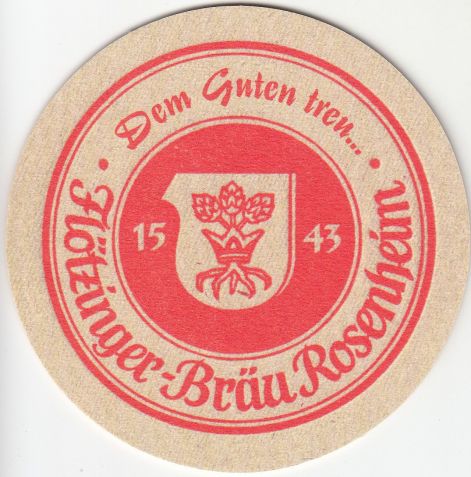 Dem Guten treu...
15 43
Flötzinger-Bräu Rosenheim